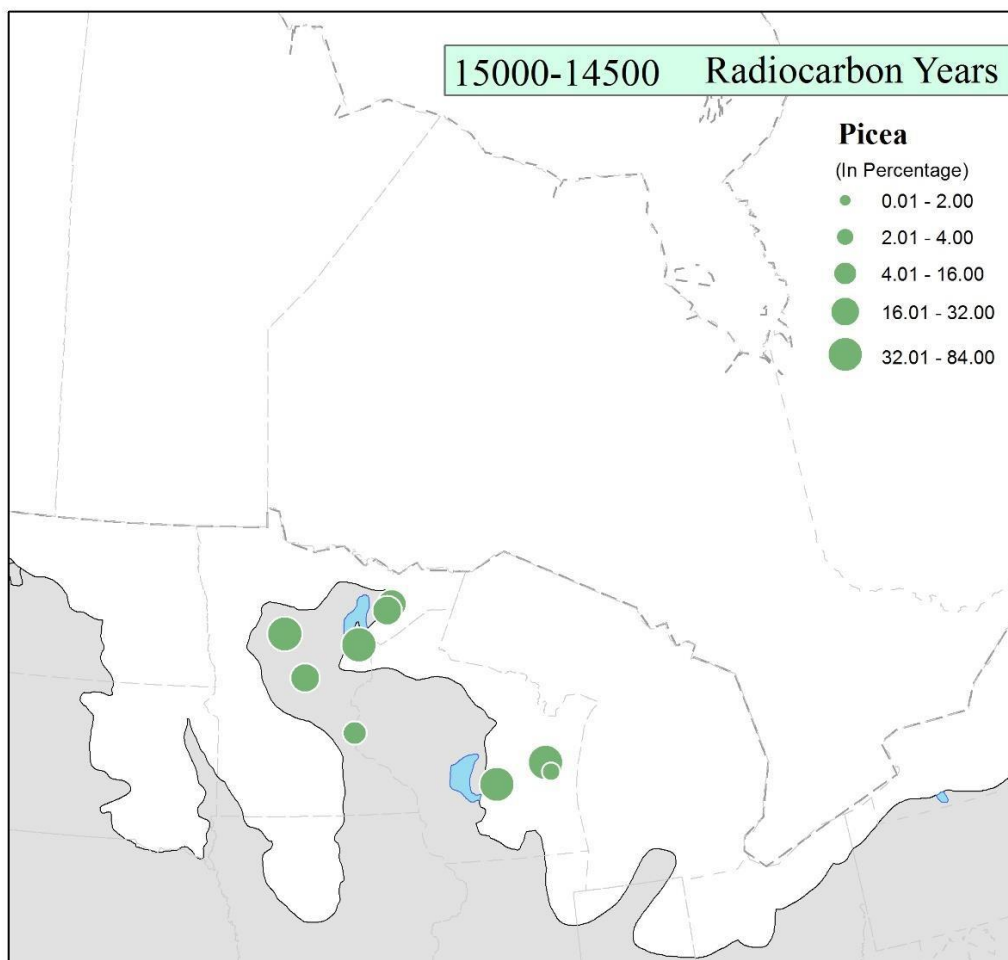 15000-14500 Radiocarbon Years
Picea
(In Percentage)
0.01 - 2.00
2.01 - 4.00
4.01 - 16.00
16.01 - 32.00
32.01 - 84.00